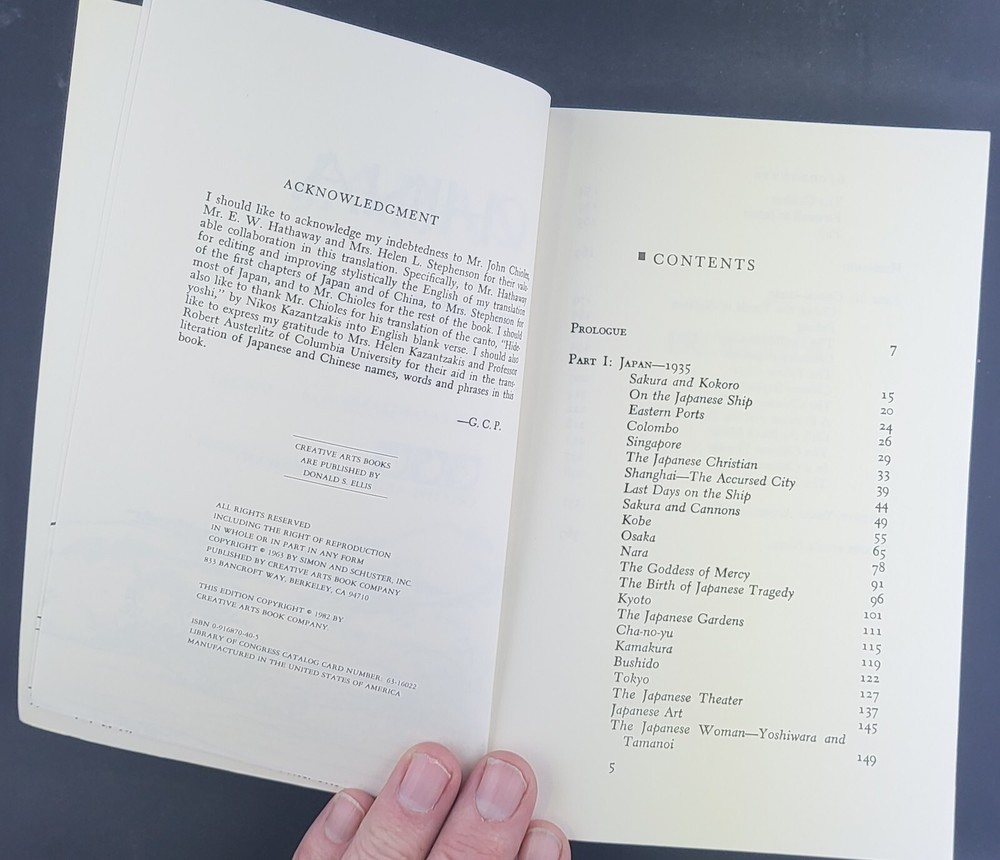 ACKNOWLEDGMENT
I should like to acknowledge my indebtedness to Mr. John Chioles,
Mr. E. W. Hathaway and Mrs. Helen L. Stephenson for their valu-
able collaboration in this translation. Specifically, to Mr. Hathaway
for editing and improving stylistically the English of my translation
of the first chapters of Japan and of China, to Mrs. Stephenson for
most of Japan, and to Mr. Chioles for the rest of the book. I should
also like to thank Mr. Chioles for his translation of the canto, "Hide-
yoshi," by Nikos Kazantzakis into English blank verse. I should also
like to express my gratitude to Mrs. Helen Kazantzakis and Professor
Robert Austerlitz of Columbia University for their aid in the trans-
literation of Japanese and Chinese names, words and phrases in this
book.
—G. C. P.
CREATIVE ARTS BOOKS
ARE PUBLISHED BY
DONALD S. ELLIS
ALL RIGHTS RESERVED
INCLUDING THE RIGHT OF REPRODUCTION
IN WHOLE OR IN PART IN ANY FORM
COPYRIGHT © 1963 BY SIMON AND SCHUSTER, INC.
PUBLISHED BY CREATIVE ARTS BOOK COMPANY
833 BANCROFT WAY, BERKELEY, CA 94710
THIS EDITION COPYRIGHT © 1982 BY
CREATIVE ARTS BOOK COMPANY
ISBN 0-916870-40-5
LIBRARY OF CONGRESS CATALOG CARD NUMBER: 63-16022
MANUFACTURED IN THE UNITED STATES OF AMERICA
■ CONTENTS
PROLOGUE 7
PART I: JAPAN—1935
Sakura and Kokoro 15
On the Japanese Ship 20
Eastern Ports 24
Colombo 26
Singapore 29
The Japanese Christian 33
Shanghai—The Accursed City 39
Last Days on the Ship 44
Sakura and Cannons 49
Kobe 55
Osaka 65
Nara 78
The Goddess of Mercy 91
The Birth of Japanese Tragedy 96
Kyoto 101
The Japanese Gardens 111
Cha-no-yu 115
Kamakura 119
Bushido 122
Tokyo 127
The Japanese Theater 137
Japanese Art 145
The Japanese Woman—Yoshiwara and
Tamanoi 149
5